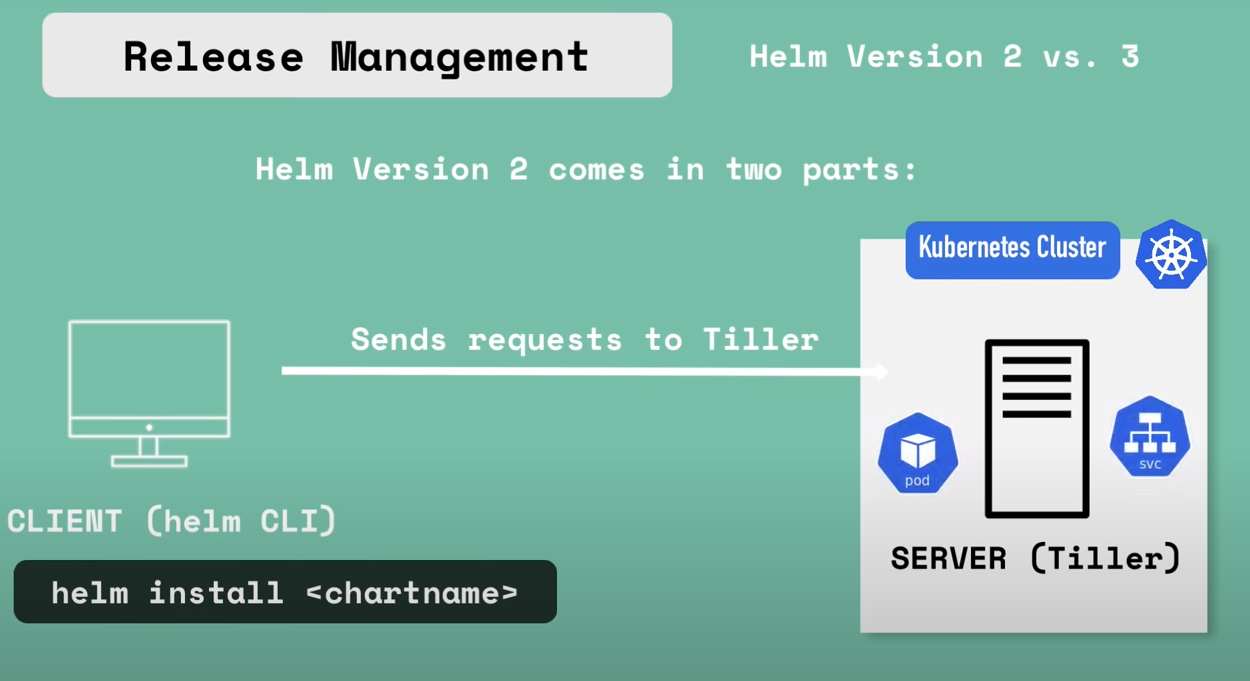 Release Management
Helm Version 2 vs. 3
Helm Version 2 comes in two parts:
Kubernetes Cluster
Sends requests to Tiller
pod
svc
CLIENT (helm CLI)
SERVER (Tiller)
helm install <chartname>